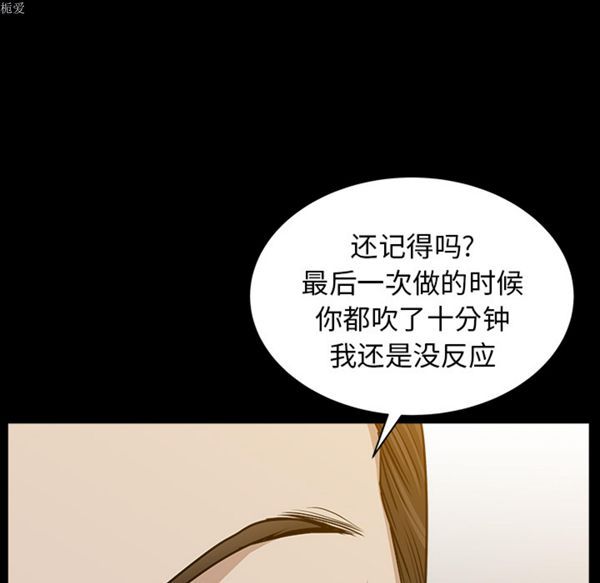 栀爱
还记得吗?
最后一次做的时候
你都吹了十分钟
我还是没反应